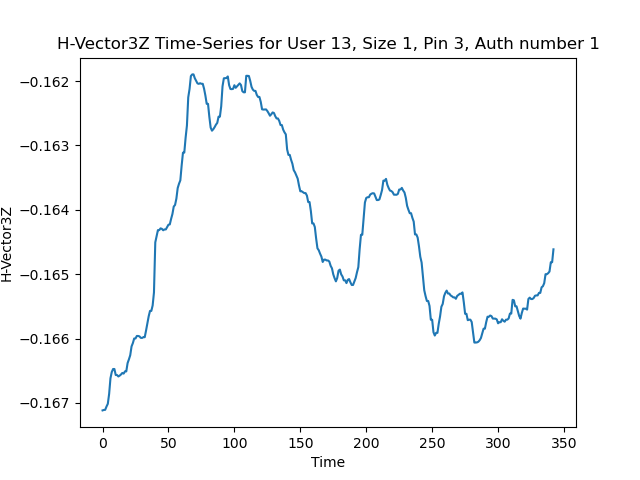 H-Vector3Z Time-Series for User 13, Size 1, Pin 3, Auth number 1
−0.162
−0.163
−0.164
−0.165
−0.166
−0.167
H-Vector3Z
0 50 100 150 200 250 300 350
Time